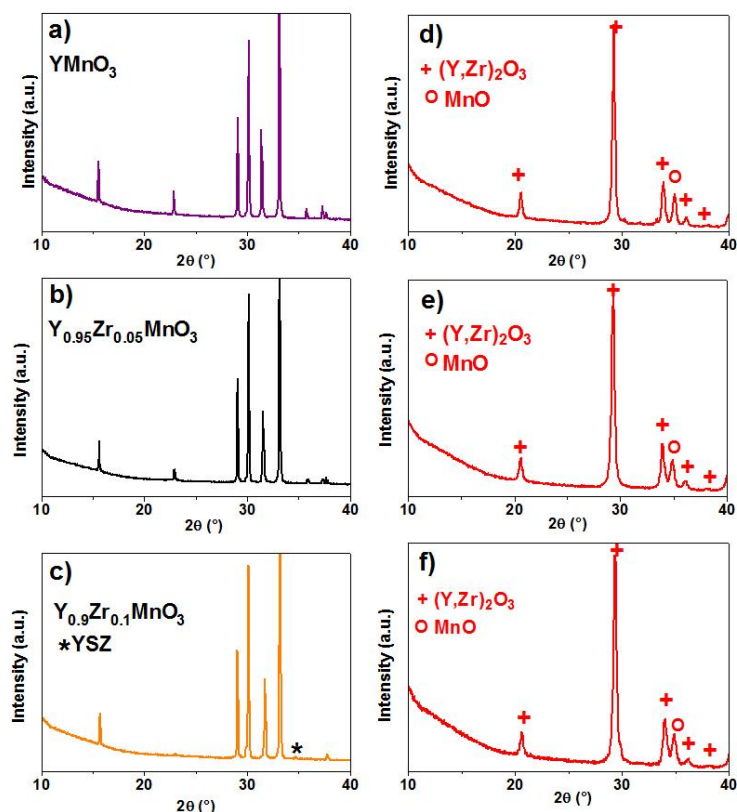 a)
YMnO₃
Intensity (a.u.)
10 20 30 40
2θ (°)
d)
+ (Y,Zr)₂O₃
O MnO
+
+
+
O
+
+
Intensity (a.u.)
10 20 30 40
2θ (°)
b)
Y₀.₉₅Zr₀.₀₅MnO₃
Intensity (a.u.)
10 20 30 40
2θ (°)
e)
+ (Y,Zr)₂O₃
O MnO
+
+
+
O
+
+
Intensity (a.u.)
10 20 30 40
2θ (°)
c)
Y₀.₉Zr₀.₁MnO₃
*YSZ
*
Intensity (a.u.)
10 20 30 40
2θ (°)
f)
+ (Y,Zr)₂O₃
O MnO
+
+
+
O
+
+
Intensity (a.u.)
10 20 30 40
2θ (°)